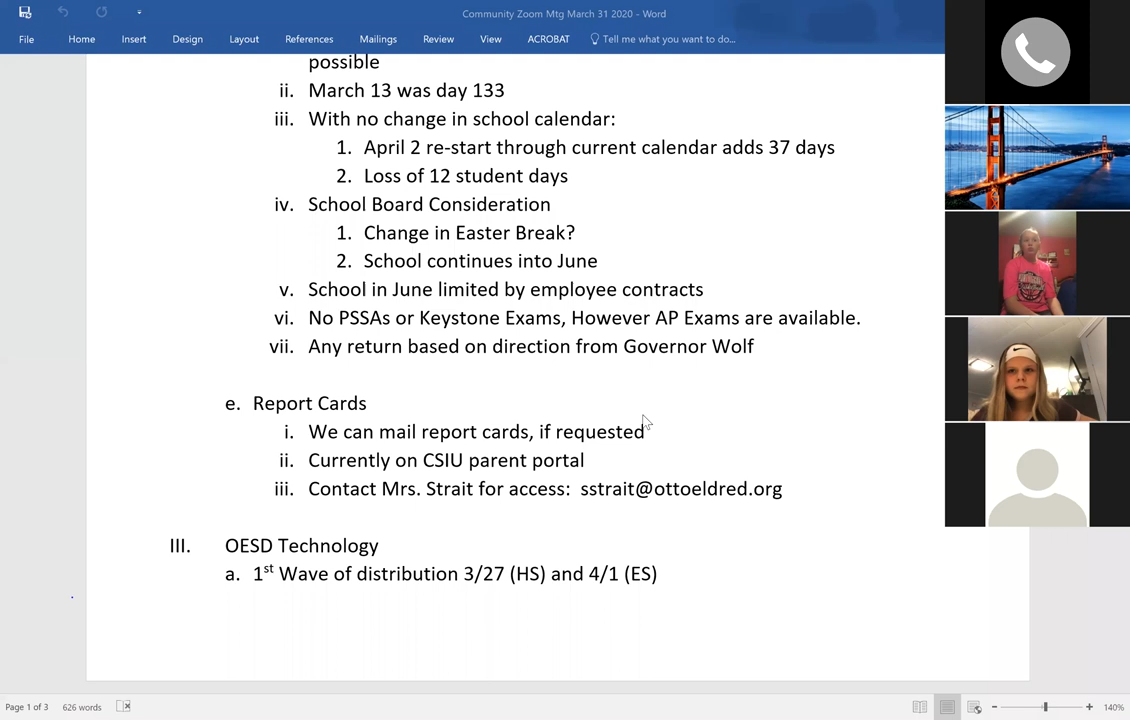 Community Zoom Mtg March 31 2020 - Word
File Home Insert Design Layout References Mailings Review View ACROBAT Tell me what you want to do...
possible
ii. March 13 was day 133
iii. With no change in school calendar:
1. April 2 re-start through current calendar adds 37 days
2. Loss of 12 student days
iv. School Board Consideration
1. Change in Easter Break?
2. School continues into June
v. School in June limited by employee contracts
vi. No PSSAs or Keystone Exams, However AP Exams are available.
vii. Any return based on direction from Governor Wolf
e. Report Cards
i. We can mail report cards, if requested
ii. Currently on CSIU parent portal
iii. Contact Mrs. Strait for access: sstrait@ottoeldred.org
III. OESD Technology
a. 1st Wave of distribution 3/27 (HS) and 4/1 (ES)
Page 1 of 3 626 words 140%